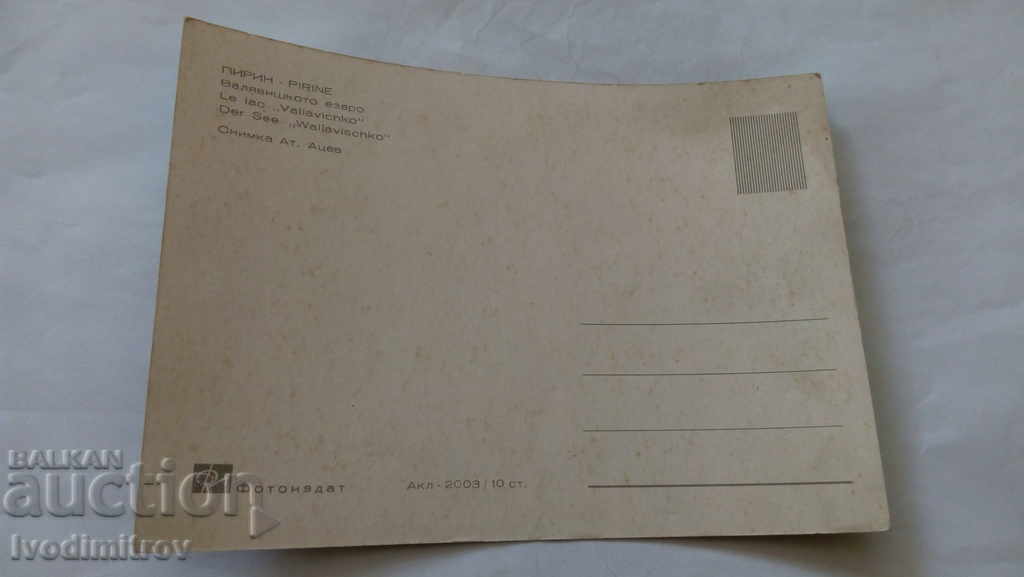 ПИРИН - PIRINE
Валявишкото езеро
Le lac „Valiavichko"
Der See „Waliavischko"
Снимка Ат. Ацев
Фотоиздат
Акл-2003 | 10 ст.
BALKAN
auction
Ivodimitrov